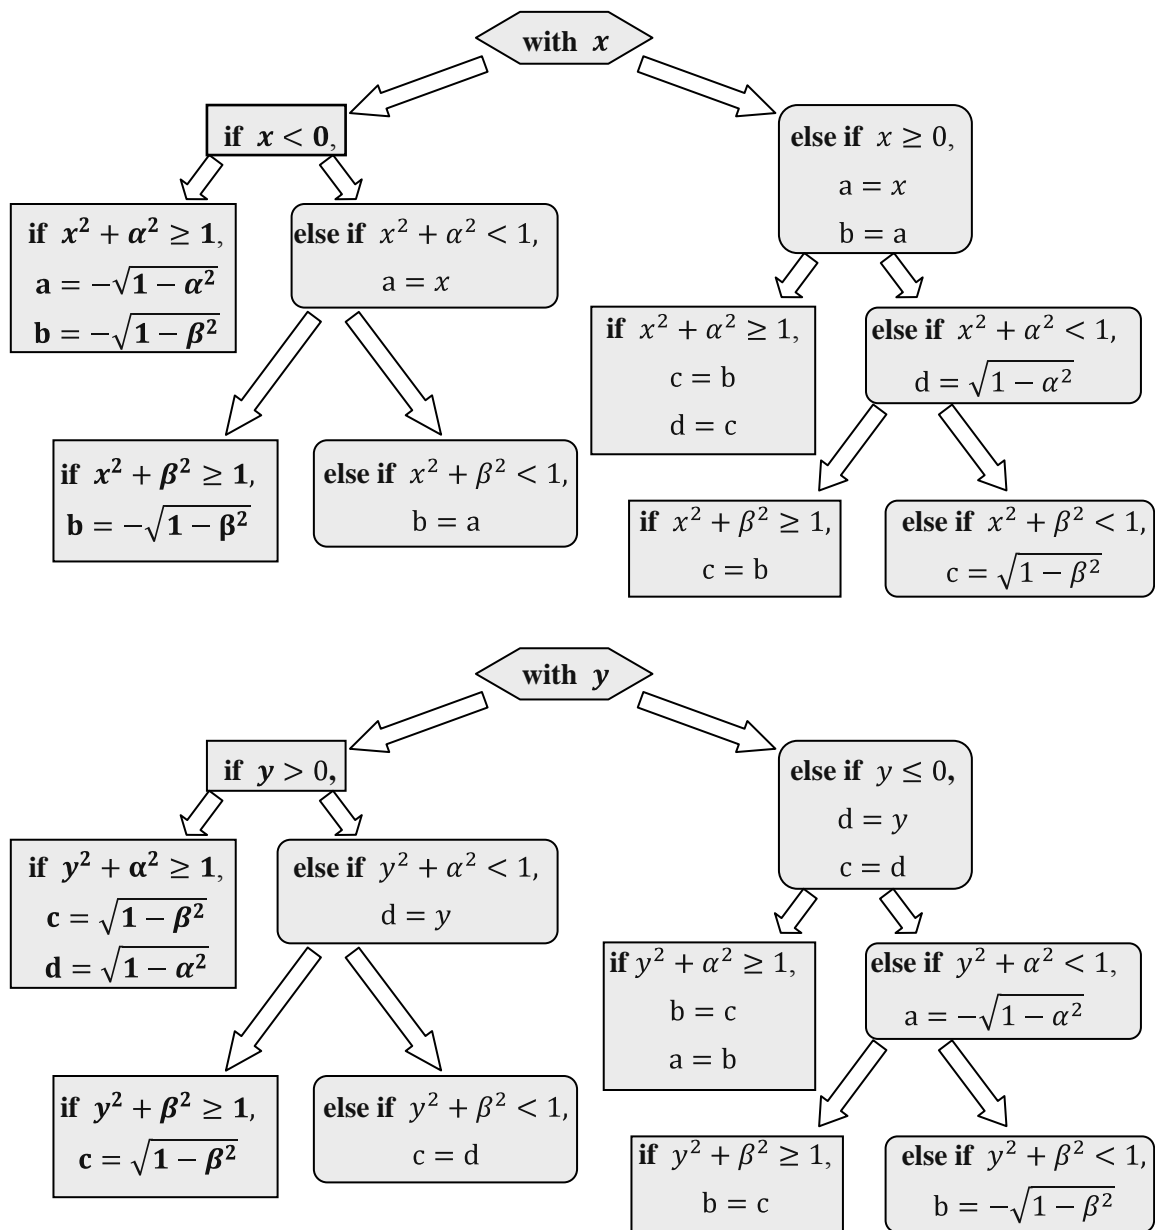 with x
if x < 0,
else if x ≥ 0,
a = x
b = a
if x² + α² ≥ 1,
a = −√(1 − α²)
b = −√(1 − β²)
else if x² + α² < 1,
a = x
if x² + α² ≥ 1,
c = b
d = c
else if x² + α² < 1,
d = √(1 − α²)
if x² + β² ≥ 1,
b = −√(1 − β²)
else if x² + β² < 1,
b = a
if x² + β² ≥ 1,
c = b
else if x² + β² < 1,
c = √(1 − β²)
with y
if y > 0,
else if y ≤ 0,
d = y
c = d
if y² + α² ≥ 1,
c = √(1 − β²)
d = √(1 − α²)
else if y² + α² < 1,
d = y
if y² + α² ≥ 1,
b = c
a = b
else if y² + α² < 1,
a = −√(1 − α²)
if y² + β² ≥ 1,
c = √(1 − β²)
else if y² + β² < 1,
c = d
if y² + β² ≥ 1,
b = c
else if y² + β² < 1,
b = −√(1 − β²)